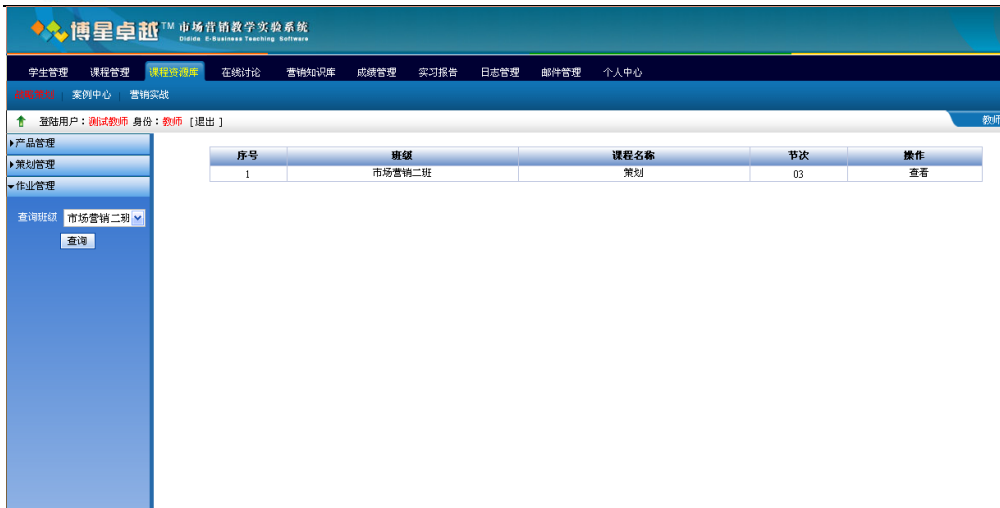 博星卓越™ 市场营销教学实验系统
Didida E-Business Teaching Software
学生管理 课程管理 课程资源库 在线讨论 营销知识库 成绩管理 实习报告 日志管理 邮件管理 个人中心
案例中心 | 营销实战
登陆用户：测试教师 身份：教师 [退出 ]
教师
产品管理
策划管理
作业管理
查询班级 市场营销二班
查询
序号 班级 课程名称 节次 操作
1 市场营销二班 策划 03 查看